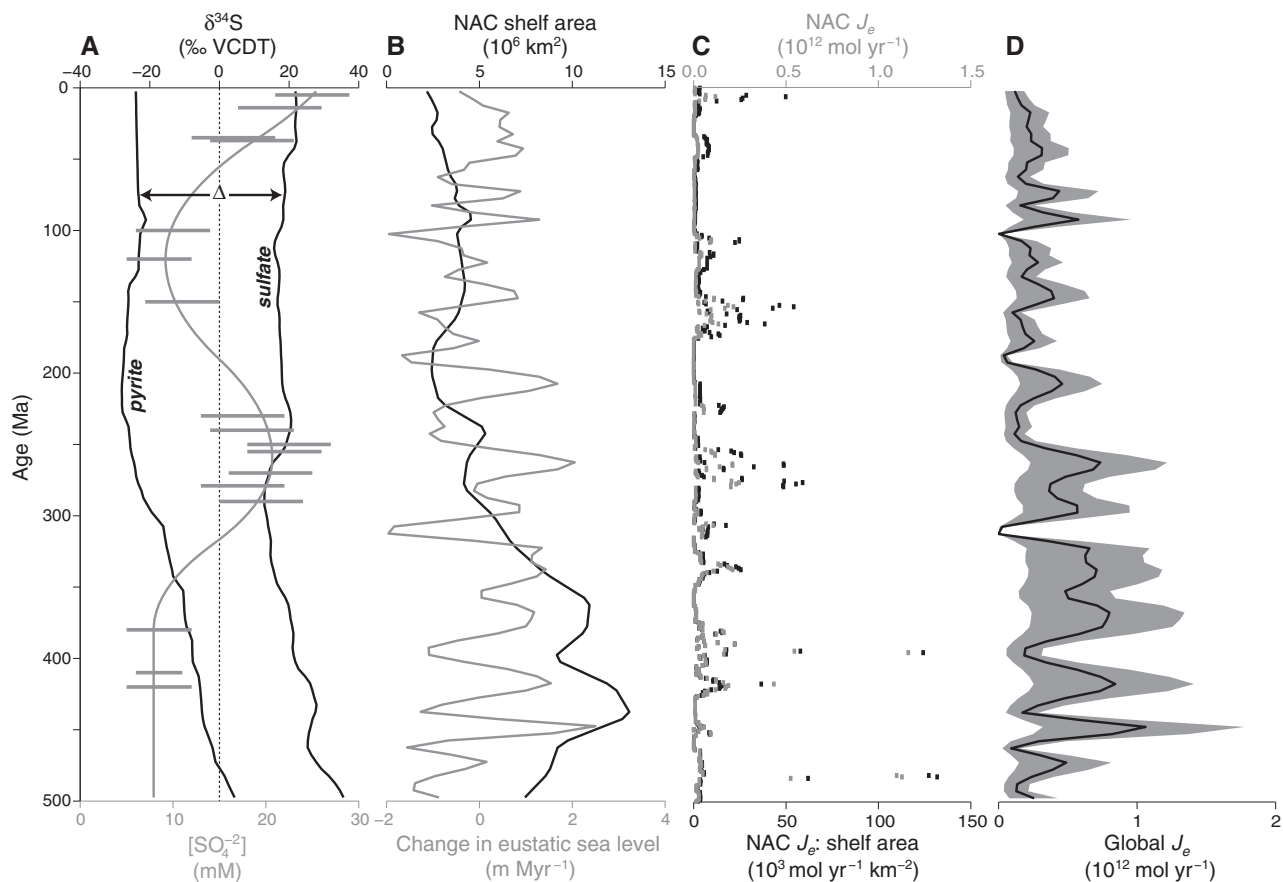 A
δ³⁴S
(‰ VCDT)
−40 −20 0 20 40
B
NAC shelf area
(10⁶ km²)
0 5 10 15
C
NAC Jₑ
(10¹² mol yr⁻¹)
0.0 0.5 1.0 1.5
D
0
100
200
300
400
500
Age (Ma)
Δ
pyrite
sulfate
0 10 20 30
[SO₄⁻²]
(mM)
−2 0 2 4
Change in eustatic sea level
(m Myr⁻¹)
0 50 100 150
NAC Jₑ: shelf area
(10³ mol yr⁻¹ km⁻²)
0 1 2
Global Jₑ
(10¹² mol yr⁻¹)